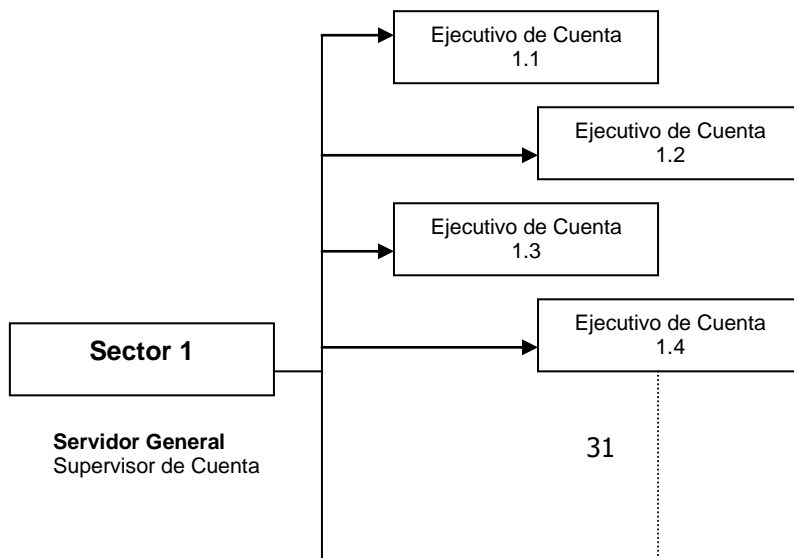 Ejecutivo de Cuenta
1.1
Ejecutivo de Cuenta
1.2
Ejecutivo de Cuenta
1.3
Ejecutivo de Cuenta
1.4
Sector 1
Servidor General
Supervisor de Cuenta
31